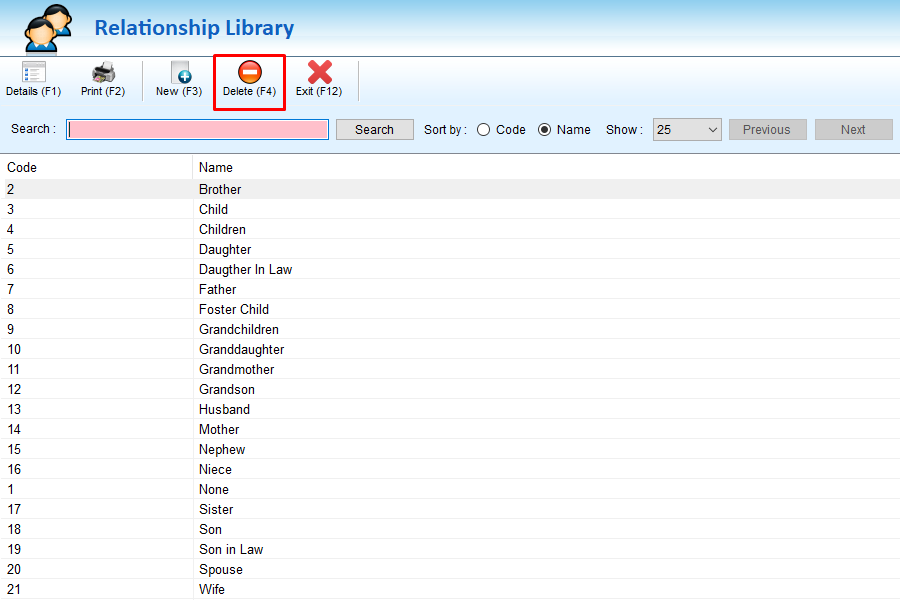 Relationship Library
Details (F1) Print (F2) New (F3) Delete (F4) Exit (F12)
Search : Search Sort by : Code Name Show : 25 Previous Next
Code Name
2 Brother
3 Child
4 Children
5 Daughter
6 Daugther In Law
7 Father
8 Foster Child
9 Grandchildren
10 Granddaughter
11 Grandmother
12 Grandson
13 Husband
14 Mother
15 Nephew
16 Niece
1 None
17 Sister
18 Son
19 Son in Law
20 Spouse
21 Wife